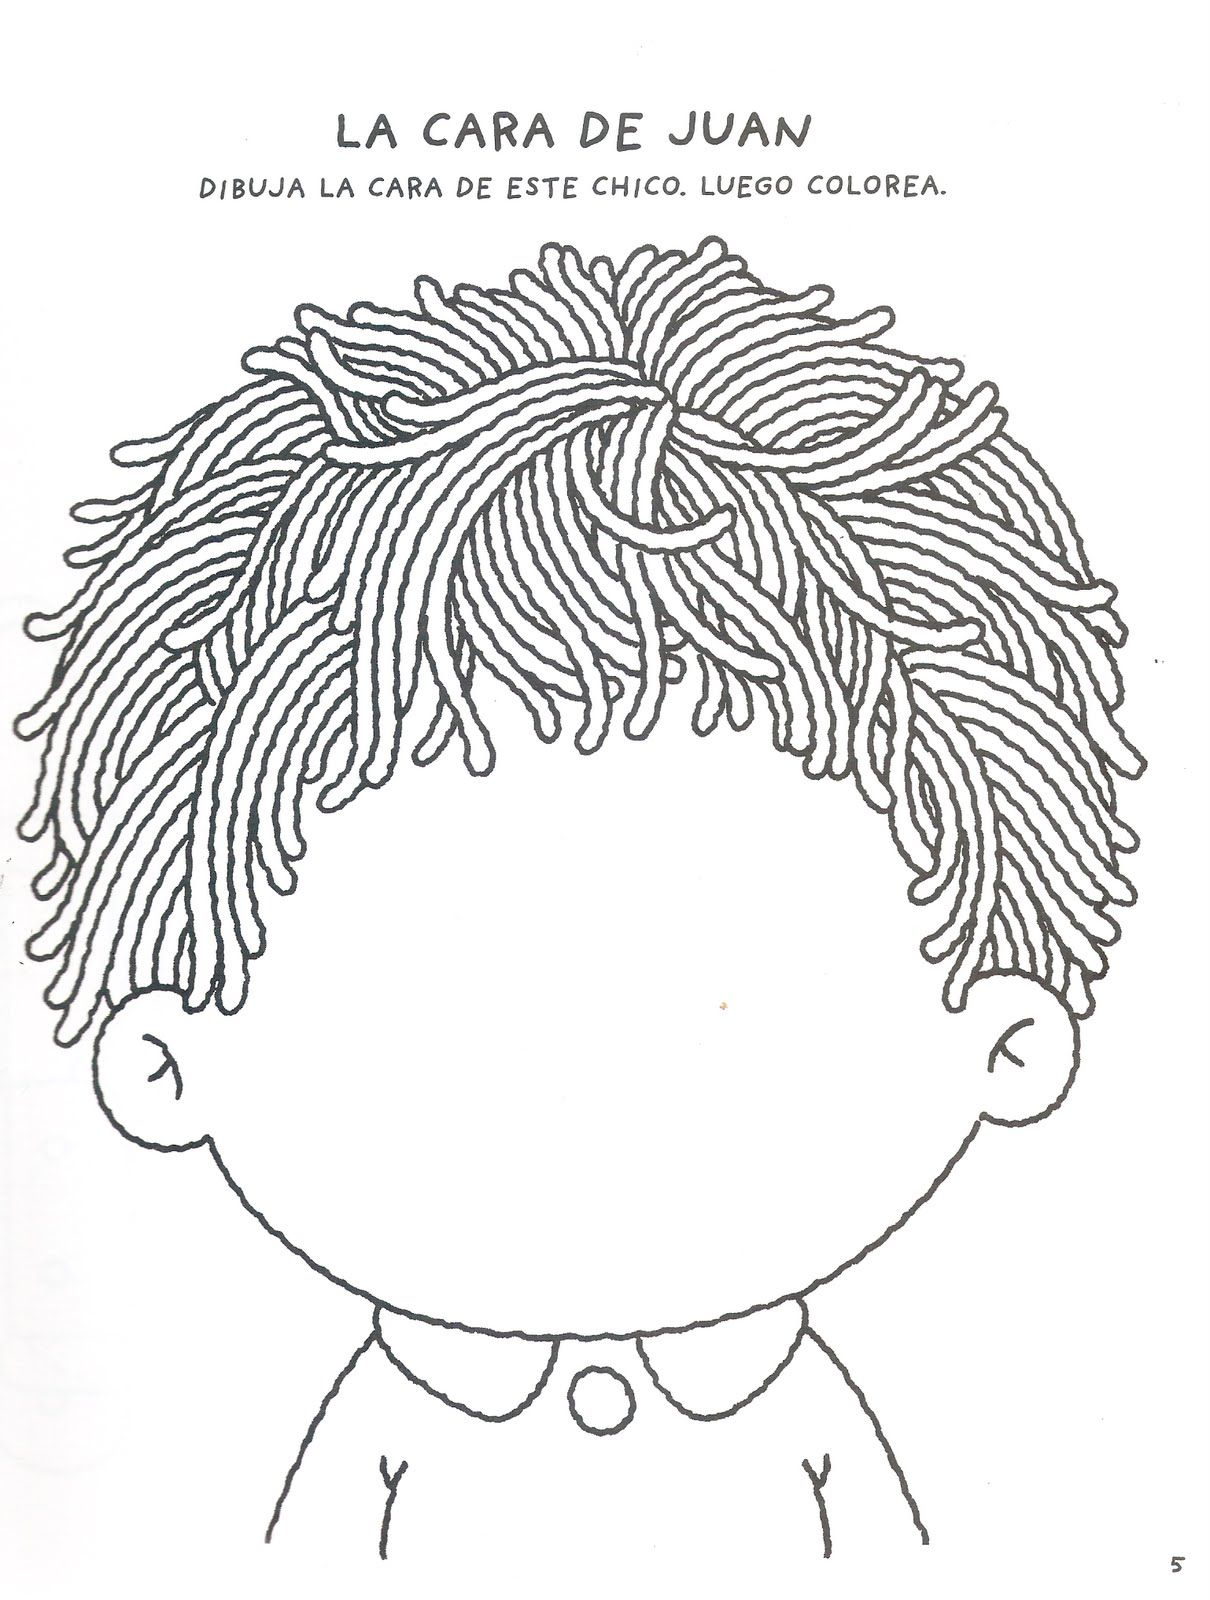 LA CARA DE JUAN
DIBUJA LA CARA DE ESTE CHICO. LUEGO COLOREA.
5